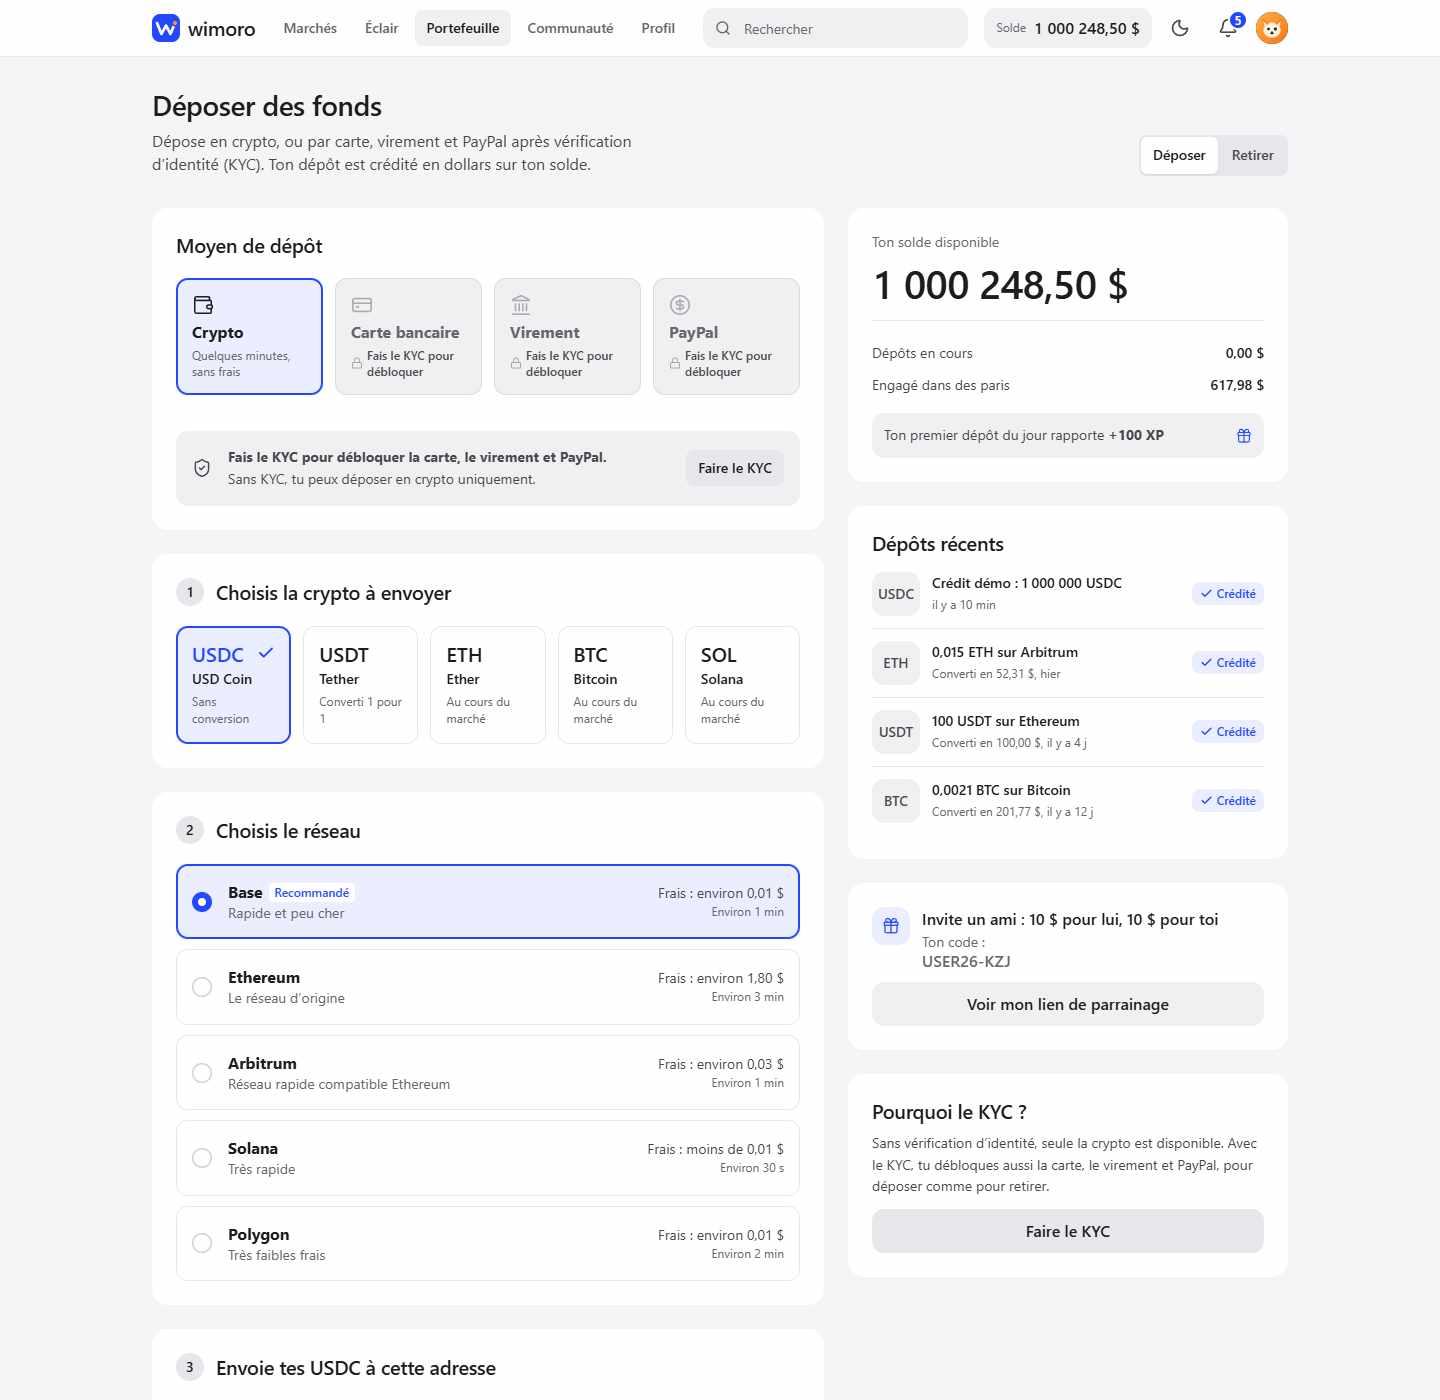 wimoro
Marchés
Éclair
Portefeuille
Communauté
Profil
Rechercher
Solde 1 000 248,50 $
5
Déposer des fonds
Dépose en crypto, ou par carte, virement et PayPal après vérification
d'identité (KYC). Ton dépôt est crédité en dollars sur ton solde.
Déposer
Retirer
Moyen de dépôt
Crypto
Quelques minutes,
sans frais
Carte bancaire
Fais le KYC pour
débloquer
Virement
Fais le KYC pour
débloquer
PayPal
Fais le KYC pour
débloquer
Fais le KYC pour débloquer la carte, le virement et PayPal.
Sans KYC, tu peux déposer en crypto uniquement.
Faire le KYC
1 Choisis la crypto à envoyer
USDC
USD Coin
Sans
conversion
USDT
Tether
Converti 1 pour
1
ETH
Ether
Au cours du
marché
BTC
Bitcoin
Au cours du
marché
SOL
Solana
Au cours du
marché
2 Choisis le réseau
Base Recommandé
Rapide et peu cher
Frais : environ 0,01 $
Environ 1 min
Ethereum
Le réseau d'origine
Frais : environ 1,80 $
Environ 3 min
Arbitrum
Réseau rapide compatible Ethereum
Frais : environ 0,03 $
Environ 1 min
Solana
Très rapide
Frais : moins de 0,01 $
Environ 30 s
Polygon
Très faibles frais
Frais : environ 0,01 $
Environ 2 min
3 Envoie tes USDC à cette adresse
Ton solde disponible
1 000 248,50 $
Dépôts en cours 0,00 $
Engagé dans des paris 617,98 $
Ton premier dépôt du jour rapporte +100 XP
Dépôts récents
USDC
Crédit démo : 1 000 000 USDC
il y a 10 min
Crédité
ETH
0,015 ETH sur Arbitrum
Converti en 52,31 $, hier
Crédité
USDT
100 USDT sur Ethereum
Converti en 100,00 $, il y a 4 j
Crédité
BTC
0,0021 BTC sur Bitcoin
Converti en 201,77 $, il y a 12 j
Crédité
Invite un ami : 10 $ pour lui, 10 $ pour toi
Ton code :
USER26-KZJ
Voir mon lien de parrainage
Pourquoi le KYC ?
Sans vérification d'identité, seule la crypto est disponible. Avec
le KYC, tu débloques aussi la carte, le virement et PayPal, pour
déposer comme pour retirer.
Faire le KYC